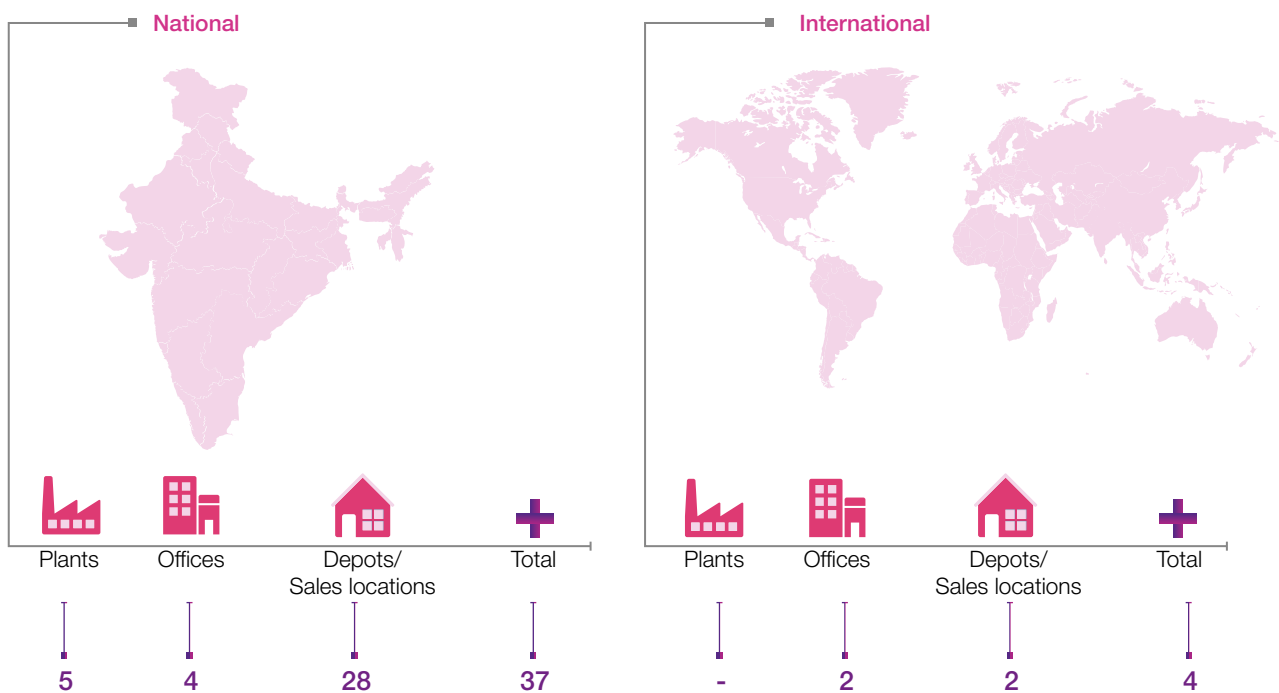 National
Plants
Offices
Depots/
Sales locations
Total
5
4
28
37
International
Plants
Offices
Depots/
Sales locations
Total
-
2
2
4